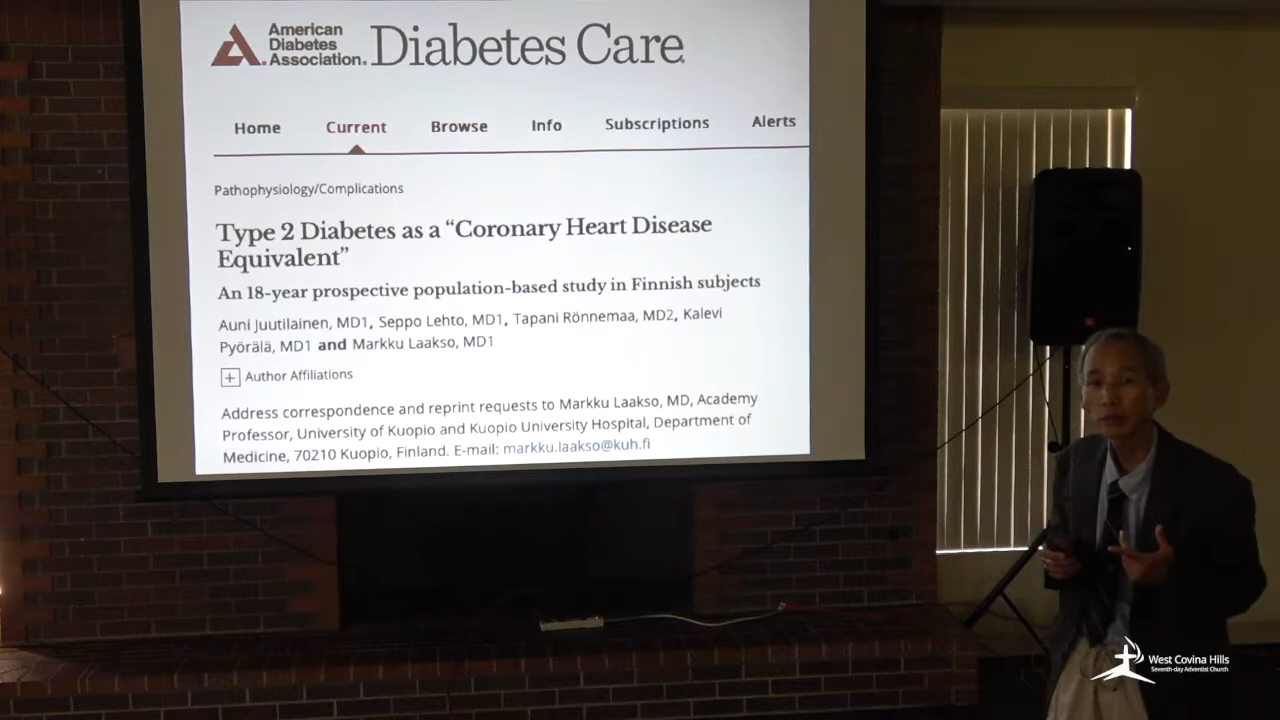 American
Diabetes
Association.
Diabetes Care
Home Current Browse Info Subscriptions Alerts
Pathophysiology/Complications
Type 2 Diabetes as a “Coronary Heart Disease
Equivalent”
An 18-year prospective population-based study in Finnish subjects
Auni Juutilainen, MD1, Seppo Lehto, MD1, Tapani Rönnemaa, MD2, Kalevi
Pyörälä, MD1 and Markku Laakso, MD1
+ Author Affiliations
Address correspondence and reprint requests to Markku Laakso, MD, Academy
Professor, University of Kuopio and Kuopio University Hospital, Department of
Medicine, 70210 Kuopio, Finland. E-mail: markku.laakso@kuh.fi
West Covina Hills
Seventh-day Adventist Church